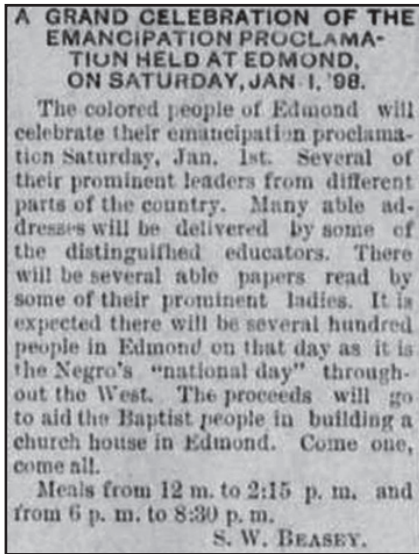 A GRAND CELEBRATION OF THE
EMANCIPATION PROCLAMA-
TION HELD AT EDMOND,
ON SATURDAY, JAN 1, '98.
The colored people of Edmond will
celebrate their emancipation proclama-
tion Saturday, Jan. 1st. Several of
their prominent leaders from different
parts of the country. Many able ad-
dresses will be delivered by some of
the distinguifhed educators. There
will be several able papers read by
some of their prominent ladies. It is
expected there will be several hundred
people in Edmond on that day as it is
the Negro's "national day" through-
out the West. The proceeds will go
to aid the Baptist people in building a
church house in Edmond. Come one,
come all.
Meals from 12 m. to 2:15 p. m. and
from 6 p. m. to 8:30 p. m.
S. W. BEASEY.